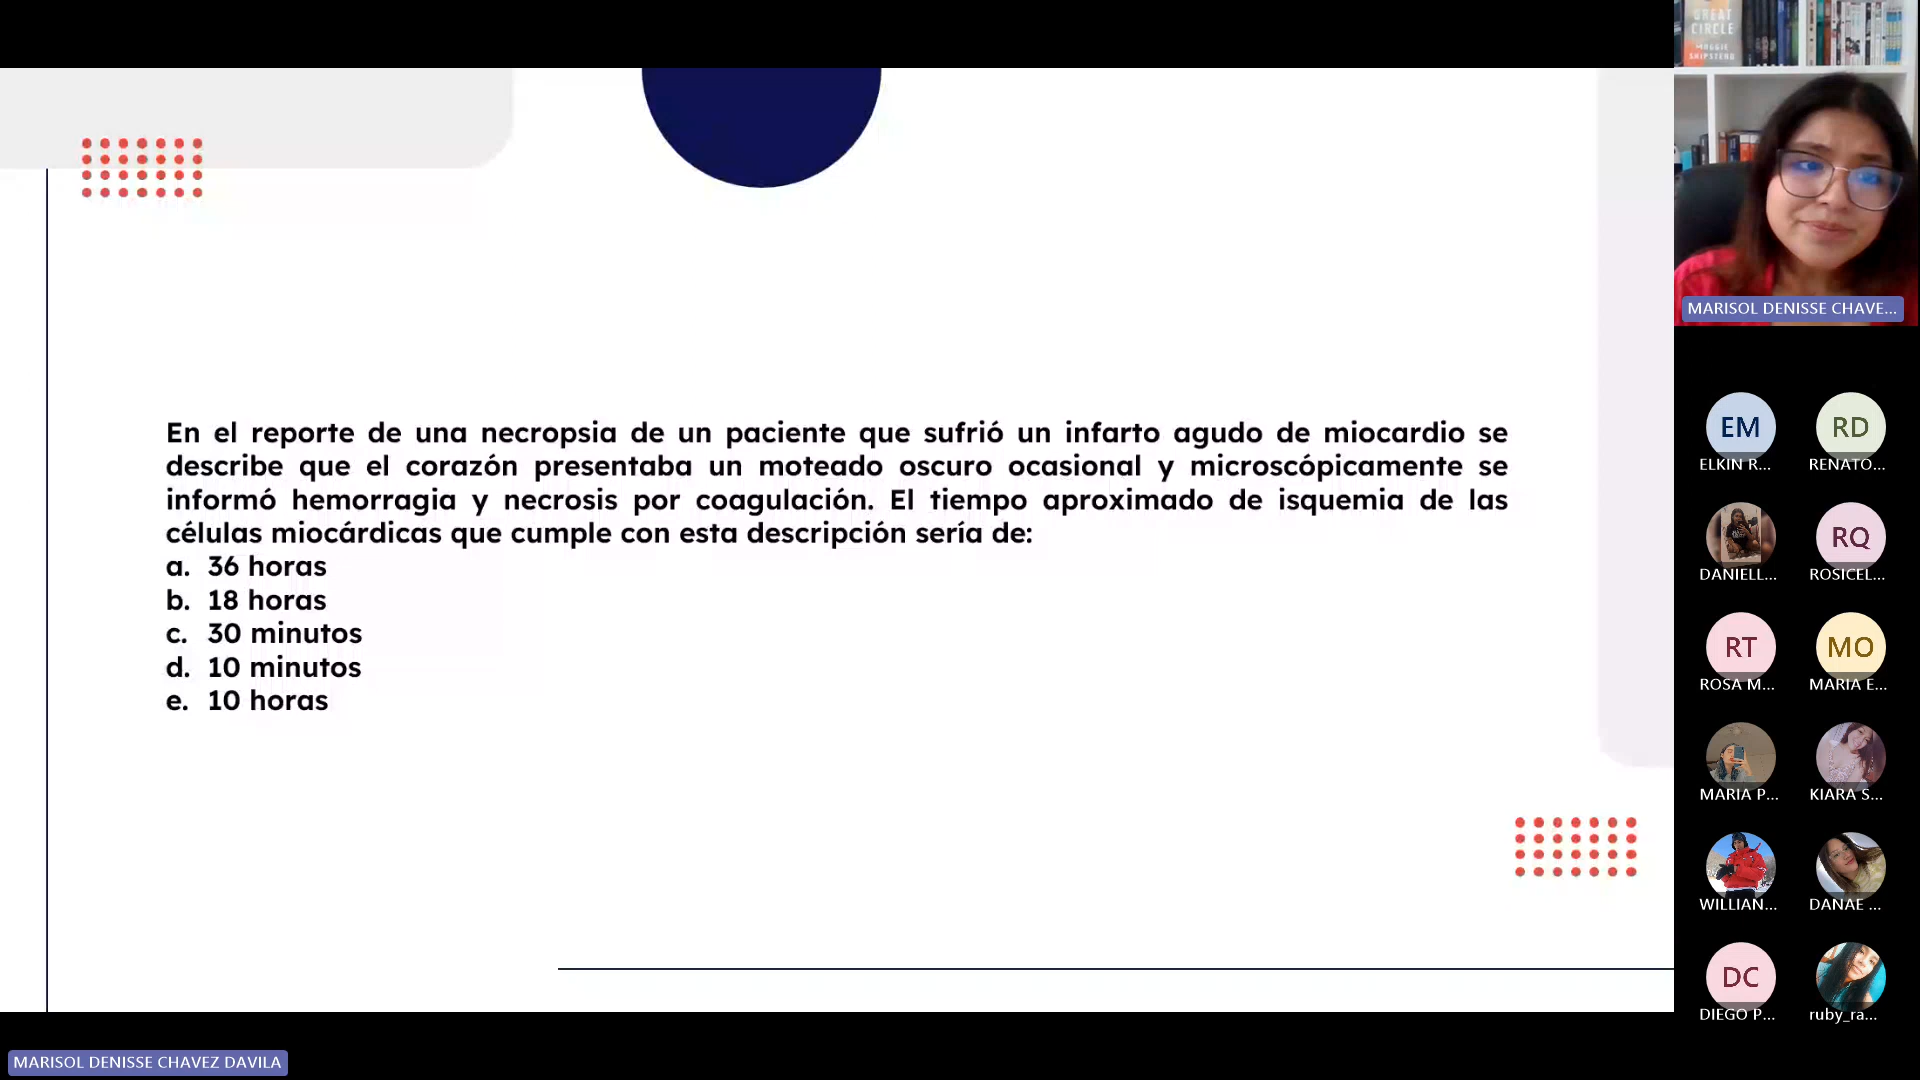 GREAT
CIRCLE
MAGGIE
SHIPSTEAD
MARISOL DENISSE CHAVE...
En el reporte de una necropsia de un paciente que sufrió un infarto agudo de miocardio se
describe que el corazón presentaba un moteado oscuro ocasional y microscópicamente se
informó hemorragia y necrosis por coagulación. El tiempo aproximado de isquemia de las
células miocárdicas que cumple con esta descripción sería de:
a. 36 horas
b. 18 horas
c. 30 minutos
d. 10 minutos
e. 10 horas
EM
ELKIN R...
RD
RENATO...
DANIELL...
RQ
ROSICEL...
RT
ROSA M...
MO
MARIA E...
MARIA P...
KIARA S...
WILLIAN...
DANAE ...
DC
DIEGO P...
ruby_ra...
MARISOL DENISSE CHAVEZ DAVILA